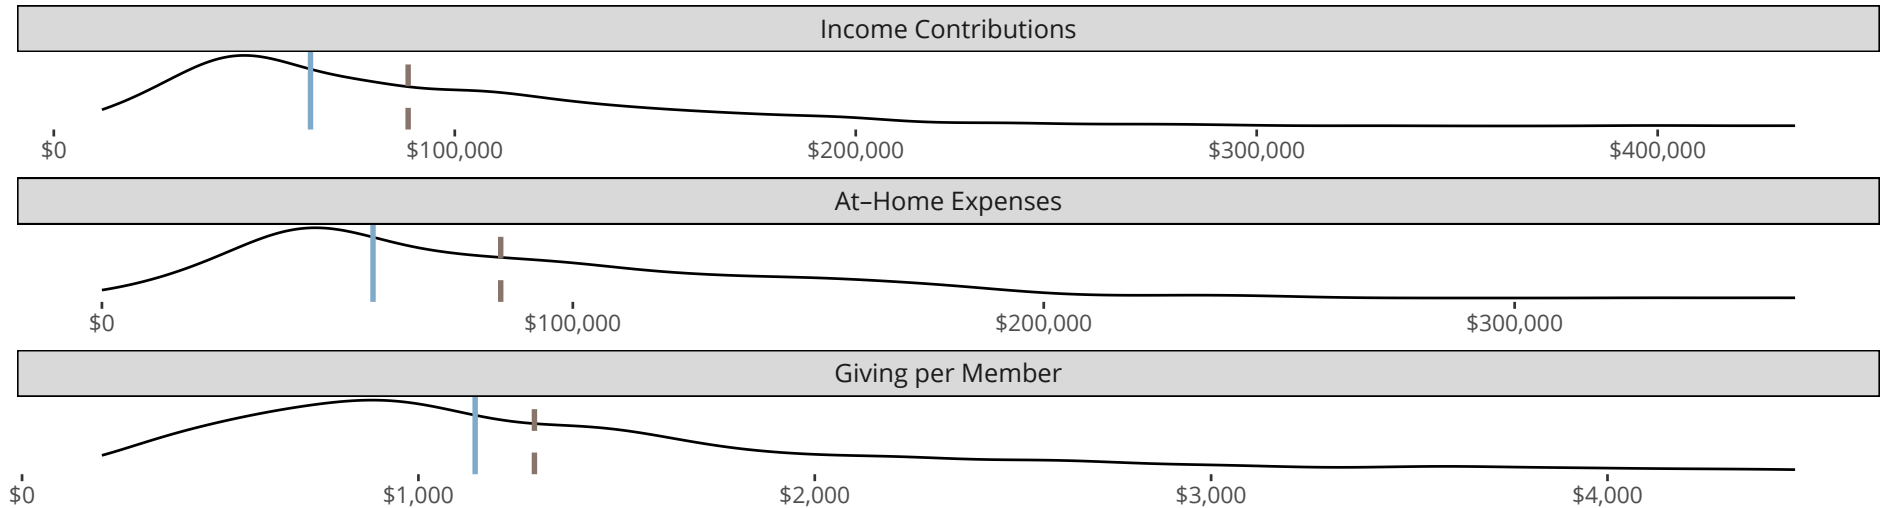 Income Contributions
$0 $100,000 $200,000 $300,000 $400,000
At–Home Expenses
$0 $100,000 $200,000 $300,000
Giving per Member
$0 $1,000 $2,000 $3,000 $4,000